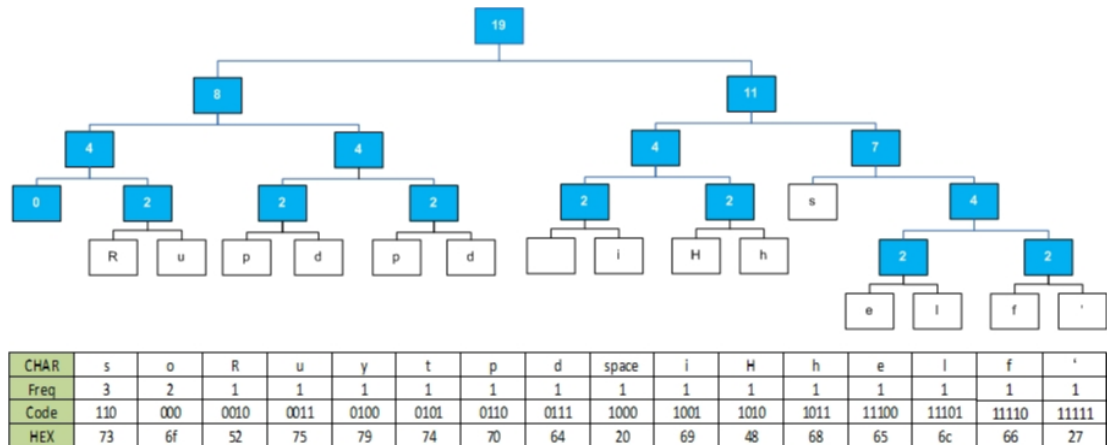 19
8 11
4 4 4 7
0 2 2 2 2 2 s 4
R u p d p d i H h 2 2
e l f '
CHAR s o R u y t p d space i H h e l f '
Freq 3 2 1 1 1 1 1 1 1 1 1 1 1 1 1 1
Code 110 000 0010 0011 0100 0101 0110 0111 1000 1001 1010 1011 11100 11101 11110 11111
HEX 73 6f 52 75 79 74 70 64 20 69 48 68 65 6c 66 27